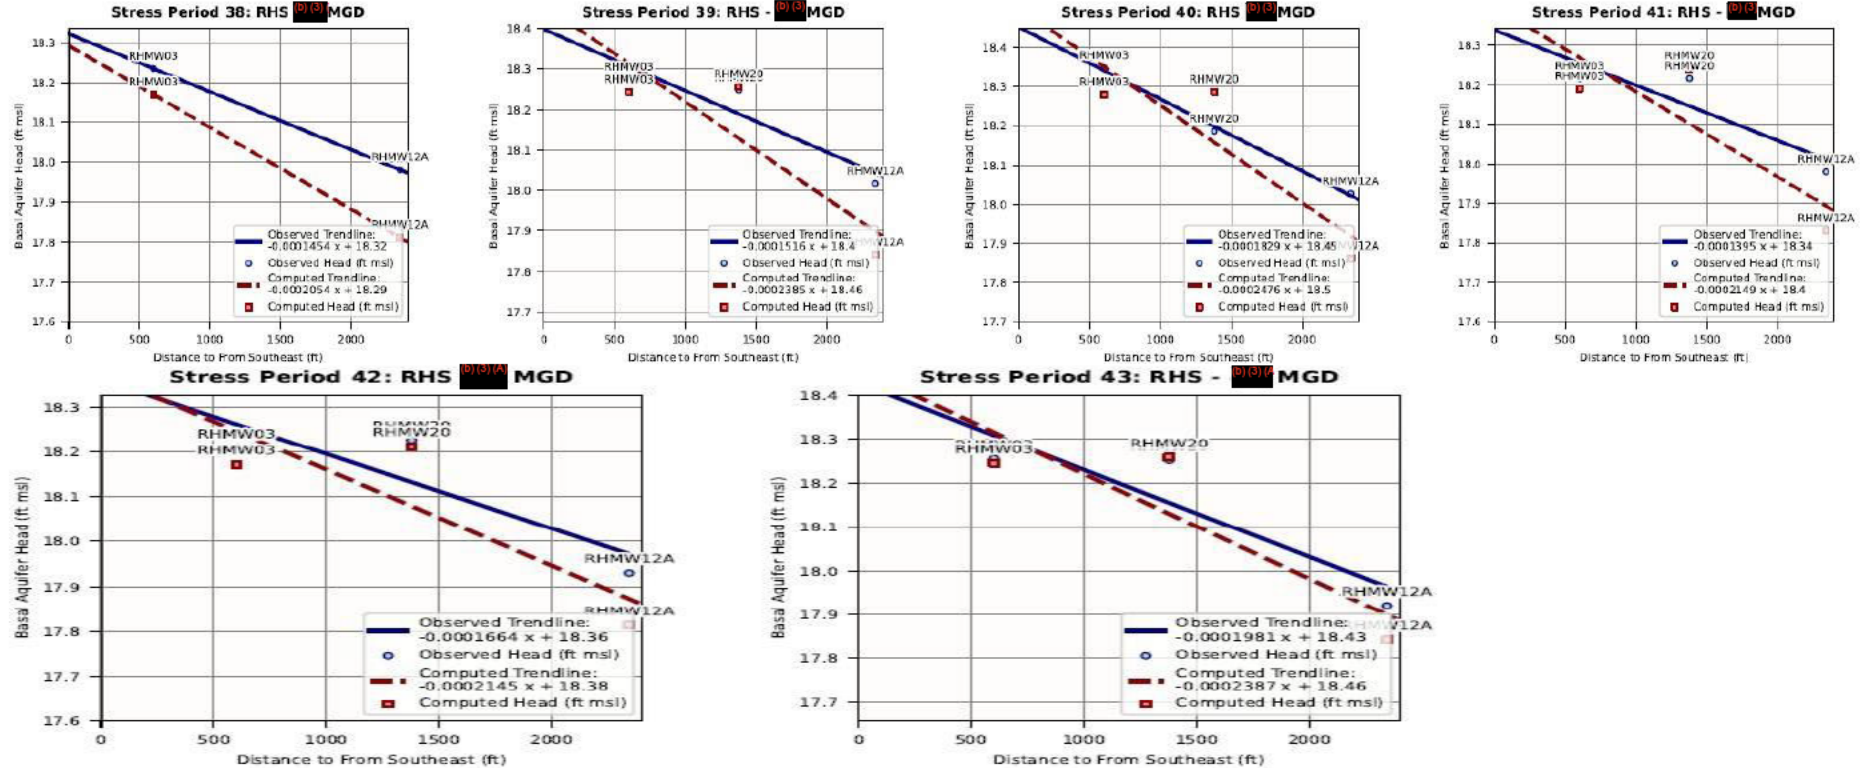 Stress Period 38: RHS (b) (3) MGD
18.3
18.2
18.1
18.0
17.9
17.8
17.7
17.6
Basal Aquifer Head (ft msl)
RHMW03
RHMW03
RHMW12A
RHMW12A
Observed Trendline:
-0.0001454 x + 18.32
Observed Head (ft msl)
Computed Trendline:
-0.0002054 x + 18.29
Computed Head (ft msl)
0 500 1000 1500 2000
Distance to From Southeast (ft)
Stress Period 39: RHS - (b) (3) MGD
18.4
18.3
18.2
18.1
18.0
17.9
17.8
17.7
Basal Aquifer Head (ft msl)
RHMW03
RHMW03
RHMW20
RHMW12A
Observed Trendline:
-0.0001516 x + 18.4
Observed Head (ft msl)
Computed Trendline:
-0.0002385 x + 18.46
Computed Head (ft msl)
0 500 1000 1500 2000
Distance to From Southeast (ft)
Stress Period 40: RHS (b) (3) MGD
18.4
18.3
18.2
18.1
18.0
17.9
17.8
17.7
Basal Aquifer Head (ft msl)
RHMW03
RHMW03
RHMW20
RHMW20
RHMW12A
Observed Trendline:
-0.0001829 x + 18.45
Observed Head (ft msl)
Computed Trendline:
-0.0002476 x + 18.5
Computed Head (ft msl)
0 500 1000 1500 2000
Distance to From Southeast (ft)
Stress Period 41: RHS - (b) (3) MGD
18.3
18.2
18.1
18.0
17.9
17.8
17.7
17.6
Basal Aquifer Head (ft msl)
RHMW03
RHMW03
RHMW20
RHMW20
RHMW12A
RHMW12A
Observed Trendline:
-0.0001395 x + 18.34
Observed Head (ft msl)
Computed Trendline:
-0.0002149 x + 18.4
Computed Head (ft msl)
0 500 1000 1500 2000
Distance to From Southeast (ft)
Stress Period 42: RHS (b) (3) (A) MGD
18.3
18.2
18.1
18.0
17.9
17.8
17.7
17.6
Basal Aquifer Head (ft msl)
RHMW03
RHMW03
RHMW20
RHMW20
RHMW12A
RHMW12A
Observed Trendline:
-0.0001664 x + 18.36
Observed Head (ft msl)
Computed Trendline:
-0.0002145 x + 18.38
Computed Head (ft msl)
0 500 1000 1500 2000
Distance to From Southeast (ft)
Stress Period 43: RHS - (b) (3) (A MGD
18.4
18.3
18.2
18.1
18.0
17.9
17.8
17.7
Basal Aquifer Head (ft msl)
RHMW03
RHMW20
RHMW12A
Observed Trendline:
-0.0001981 x + 18.43
Observed Head (ft msl)
Computed Trendline:
-0.0002387 x + 18.46
Computed Head (ft msl)
0 500 1000 1500 2000
Distance to From Southeast (ft)